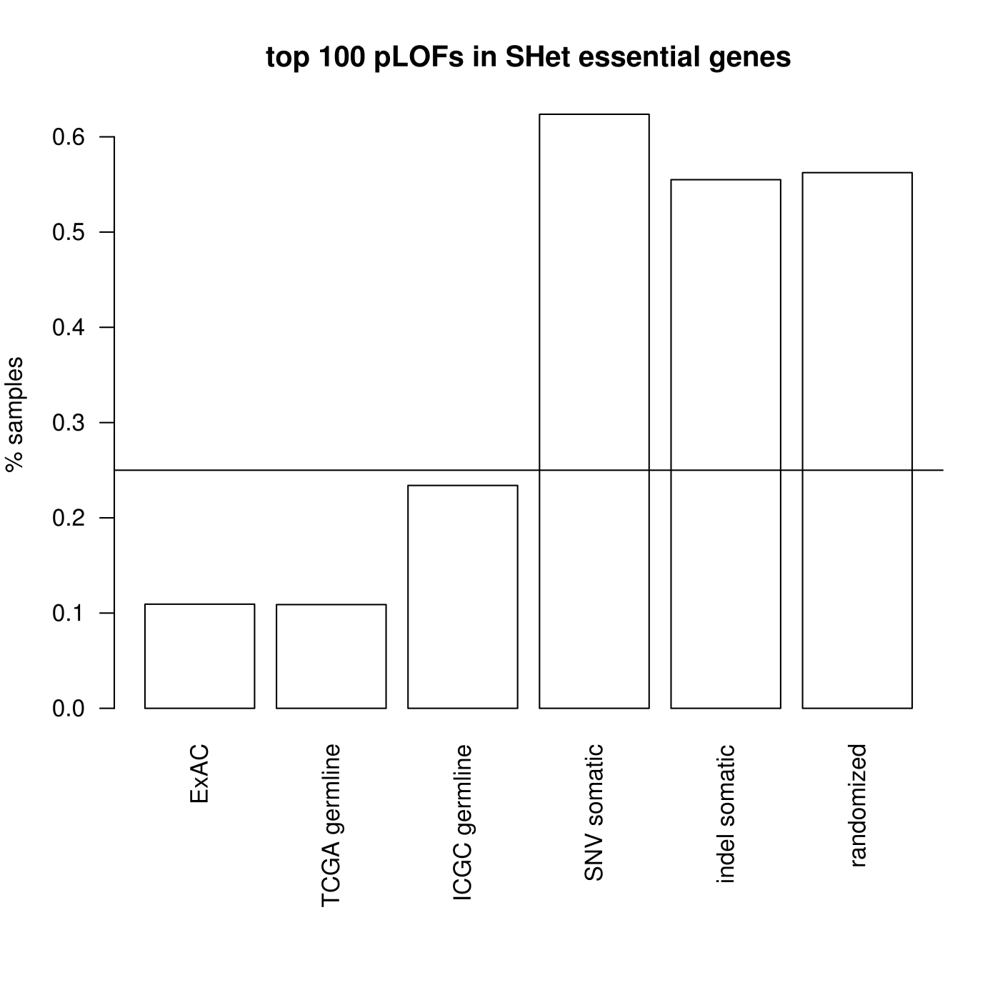 top 100 pLOFs in SHet essential genes
% samples
0.6
0.5
0.4
0.3
0.2
0.1
0.0
ExAC
TCGA germline
ICGC germline
SNV somatic
indel somatic
randomized